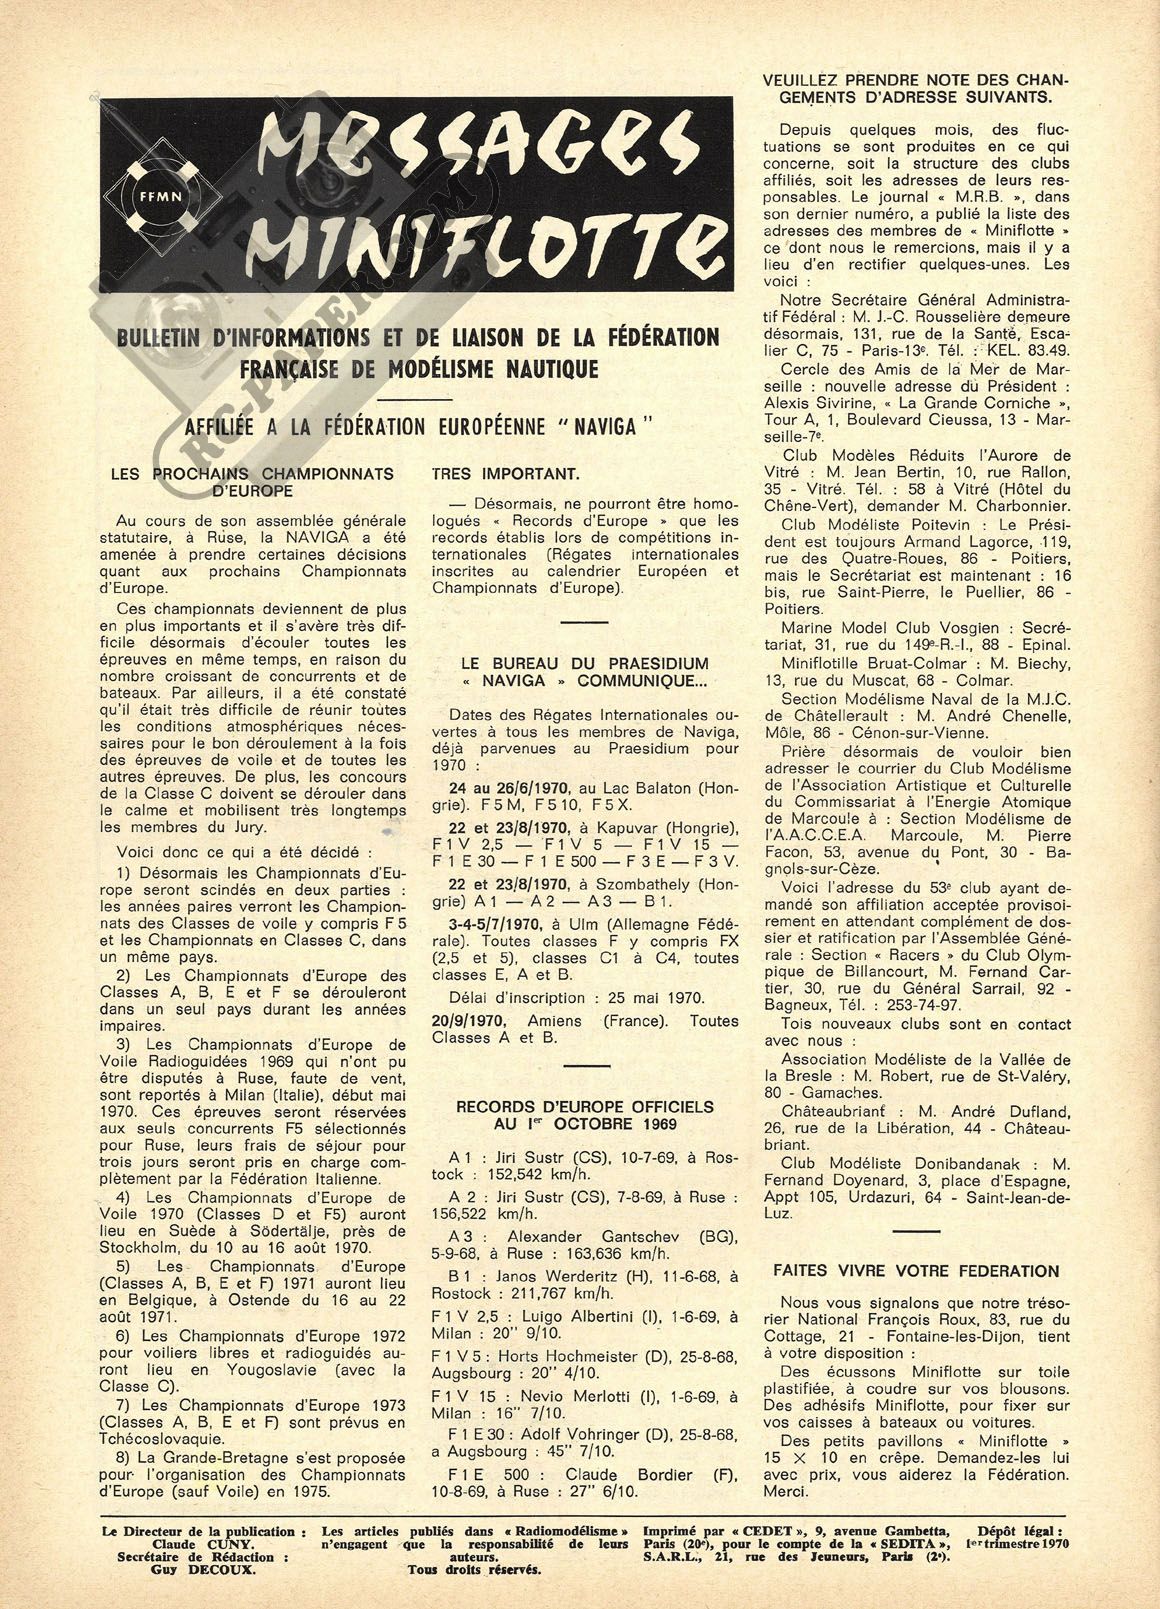 FFMN
MESSAGES
MINIFLOTTE
RC-PAPER.COM
BULLETIN D'INFORMATIONS ET DE LIAISON DE LA FÉDÉRATION
FRANÇAISE DE MODÉLISME NAUTIQUE
AFFILIÉE A LA FÉDÉRATION EUROPÉENNE " NAVIGA "
LES PROCHAINS CHAMPIONNATS
D'EUROPE
Au cours de son assemblée générale
statutaire, à Ruse, la NAVIGA a été
amenée à prendre certaines décisions
quant aux prochains Championnats
d'Europe.
Ces championnats deviennent de plus
en plus importants et il s'avère très dif-
ficile désormais d'écouler toutes les
épreuves en même temps, en raison du
nombre croissant de concurrents et de
bateaux. Par ailleurs, il a été constaté
qu'il était très difficile de réunir toutes
les conditions atmosphériques néces-
saires pour le bon déroulement à la fois
des épreuves de voile et de toutes les
autres épreuves. De plus, les concours
de la Classe C doivent se dérouler dans
le calme et mobilisent très longtemps
les membres du Jury.
Voici donc ce qui a été décidé :
1) Désormais les Championnats d'Eu-
rope seront scindés en deux parties :
les années paires verront les Champion-
nats des Classes de voile y compris F 5
et les Championnats en Classes C, dans
un même pays.
2) Les Championnats d'Europe des
Classes A, B, E et F se dérouleront
dans un seul pays durant les années
impaires.
3) Les Championnats d'Europe de
Voile Radioguidées 1969 qui n'ont pu
être disputés à Ruse, faute de vent,
sont reportés à Milan (Italie), début mai
1970. Ces épreuves seront réservées
aux seuls concurrents F5 sélectionnés
pour Ruse, leurs frais de séjour pour
trois jours seront pris en charge com-
plètement par la Fédération Italienne.
4) Les Championnats d'Europe de
Voile 1970 (Classes D et F5) auront
lieu en Suède à Södertälje, près de
Stockholm, du 10 au 16 août 1970.
5) Les Championnats d'Europe
(Classes A, B, E et F) 1971 auront lieu
en Belgique, à Ostende du 16 au 22
août 1971.
6) Les Championnats d'Europe 1972
pour voiliers libres et radioguidés au-
ront lieu en Yougoslavie (avec la
Classe C).
7) Les Championnats d'Europe 1973
(Classes A, B, E et F) sont prévus en
Tchécoslovaquie.
8) La Grande-Bretagne s'est proposée
pour l'organisation des Championnats
d'Europe (sauf Voile) en 1975.
TRES IMPORTANT.
— Désormais, ne pourront être homo-
logués « Records d'Europe » que les
records établis lors de compétitions in-
ternationales (Régates internationales
inscrites au calendrier Européen et
Championnats d'Europe).
LE BUREAU DU PRAESIDIUM
« NAVIGA » COMMUNIQUE...
Dates des Régates Internationales ou-
vertes à tous les membres de Naviga,
déjà parvenues au Praesidium pour
1970 :
24 au 26/6/1970, au Lac Balaton (Hon-
grie). F 5 M, F 5 10, F 5 X.
22 et 23/8/1970, à Kapuvar (Hongrie),
F 1 V 2,5 — F 1 V 5 — F 1 V 15 —
F 1 E 30 — F 1 E 500 — F 3 E — F 3 V.
22 et 23/8/1970, à Szombathely (Hon-
grie) A 1 — A 2 — A 3 — B 1.
3-4-5/7/1970, à Ulm (Allemagne Fédé-
rale). Toutes classes F y compris FX
(2,5 et 5), classes C1 à C4, toutes
classes E, A et B.
Délai d'inscription : 25 mai 1970.
20/9/1970, Amiens (France). Toutes
Classes A et B.
RECORDS D'EUROPE OFFICIELS
AU 1er OCTOBRE 1969
A 1 : Jiri Sustr (CS), 10-7-69, à Ros-
tock : 152,542 km/h.
A 2 : Jiri Sustr (CS), 7-8-69, à Ruse :
156,522 km/h.
A 3 : Alexander Gantschev (BG),
5-9-68, à Ruse : 163,636 km/h.
B 1 : Janos Werderitz (H), 11-6-68, à
Rostock : 211,767 km/h.
F 1 V 2,5 : Luigo Albertini (I), 1-6-69, à
Milan : 20'' 9/10.
F 1 V 5 : Horts Hochmeister (D), 25-8-68,
Augsbourg : 20'' 4/10.
F 1 V 15 : Nevio Merlotti (I), 1-6-69, à
Milan : 16'' 7/10.
F 1 E 30 : Adolf Vohringer (D), 25-8-68,
a Augsbourg : 45'' 7/10.
F 1 E 500 : Claude Bordier (F),
10-8-69, à Ruse : 27'' 6/10.
VEUILLEZ PRENDRE NOTE DES CHAN-
GEMENTS D'ADRESSE SUIVANTS.
Depuis quelques mois, des fluc-
tuations se sont produites en ce qui
concerne, soit la structure des clubs
affiliés, soit les adresses de leurs res-
ponsables. Le journal « M.R.B. », dans
son dernier numéro, a publié la liste des
adresses des membres de « Miniflotte »
ce dont nous le remercions, mais il y a
lieu d'en rectifier quelques-unes. Les
voici :
Notre Secrétaire Général Administra-
tif Fédéral : M. J.-C. Rousselière demeure
désormais, 131, rue de la Santé, Esca-
lier C, 75 - Paris-13e. Tél. : KEL. 83.49.
Cercle des Amis de la Mer de Mar-
seille : nouvelle adresse du Président :
Alexis Sivirine, « La Grande Corniche »,
Tour A, 1, Boulevard Cieussa, 13 - Mar-
seille-7e.
Club Modèles Réduits l'Aurore de
Vitré : M. Jean Bertin, 10, rue Rallon,
35 - Vitré. Tél. : 58 à Vitré (Hôtel du
Chêne-Vert), demander M. Charbonnier.
Club Modéliste Poitevin : Le Prési-
dent est toujours Armand Lagorce, 119,
rue des Quatre-Roues, 86 - Poitiers,
mais le Secrétariat est maintenant : 16
bis, rue Saint-Pierre, le Puellier, 86 -
Poitiers.
Marine Model Club Vosgien : Secré-
tariat, 31, rue du 149e-R.-I., 88 - Epinal.
Miniflotille Bruat-Colmar : M. Biechy,
13, rue du Muscat, 68 - Colmar.
Section Modélisme Naval de la M.J.C.
de Châtellerault : M. André Chenelle,
Môle, 86 - Cénon-sur-Vienne.
Prière désormais de vouloir bien
adresser le courrier du Club Modélisme
de l'Association Artistique et Culturelle
du Commissariat à l'Energie Atomique
de Marcoule à : Section Modélisme de
l'A.A.C.C.E.A. Marcoule, M. Pierre
Facon, 53, avenue du Pont, 30 - Ba-
gnols-sur-Cèze.
Voici l'adresse du 53e club ayant de-
mandé son affiliation acceptée provisoi-
rement en attendant complément de dos-
sier et ratification par l'Assemblée Géné-
rale : Section « Racers » du Club Olym-
pique de Billancourt, M. Fernand Car-
tier, 30, rue du Général Sarrail, 92 -
Bagneux, Tél. : 253-74-97.
Tois nouveaux clubs sont en contact
avec nous :
Association Modéliste de la Vallée de
la Bresle : M. Robert, rue de St-Valéry,
80 - Gamaches.
Châteaubriant : M. André Dufland,
26, rue de la Libération, 44 - Château-
briant.
Club Modéliste Donibandanak : M.
Fernand Doyenard, 3, place d'Espagne,
Appt 105, Urdazuri, 64 - Saint-Jean-de-
Luz.
FAITES VIVRE VOTRE FEDERATION
Nous vous signalons que notre tréso-
rier National François Roux, 83, rue du
Cottage, 21 - Fontaine-les-Dijon, tient
à votre disposition :
Des écussons Miniflotte sur toile
plastifiée, à coudre sur vos blousons.
Des adhésifs Miniflotte, pour fixer sur
vos caisses à bateaux ou voitures.
Des petits pavillons « Miniflotte »
15 X 10 en crêpe. Demandez-les lui
avec prix, vous aiderez la Fédération.
Merci.
Le Directeur de la publication :
Claude CUNY.
Secrétaire de Rédaction :
Guy DECOUX.
Les articles publiés dans « Radiomodélisme »
n'engagent que la responsabilité de leurs
auteurs.
Tous droits réservés.
Imprimé par « CEDET », 9, avenue Gambetta,
Paris (20e), pour le compte de la « SEDITA »,
S.A.R.L., 21, rue des Jeuneurs, Paris (2e).
Dépôt légal :
1er trimestre 1970